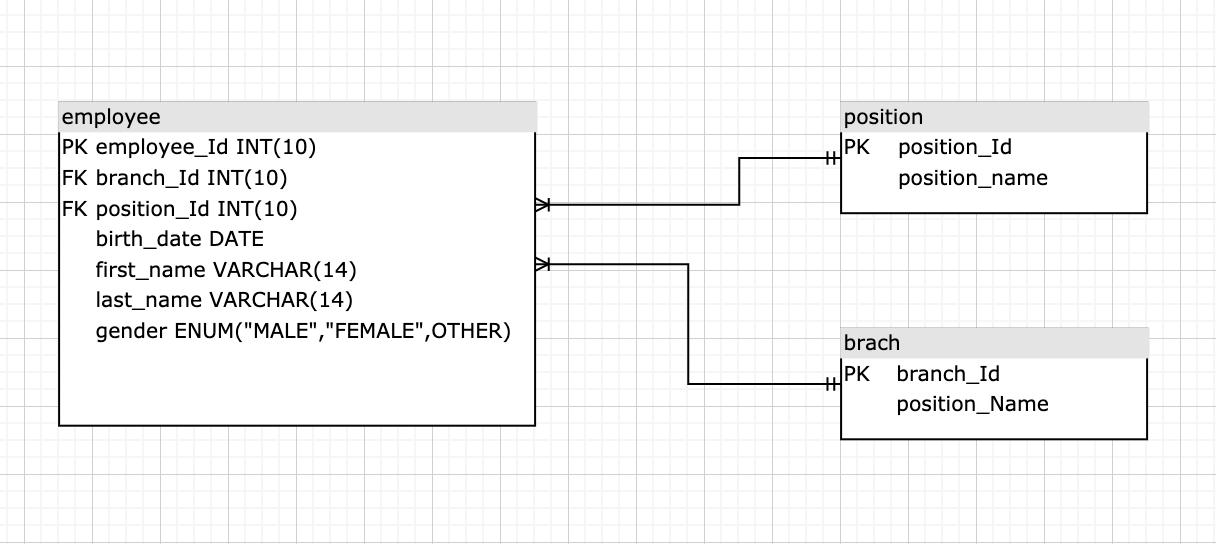 employee
PK employee_Id INT(10)
FK branch_Id INT(10)
FK position_Id INT(10)
birth_date DATE
first_name VARCHAR(14)
last_name VARCHAR(14)
gender ENUM("MALE","FEMALE",OTHER)
position
PK position_Id
position_name
brach
PK branch_Id
position_Name